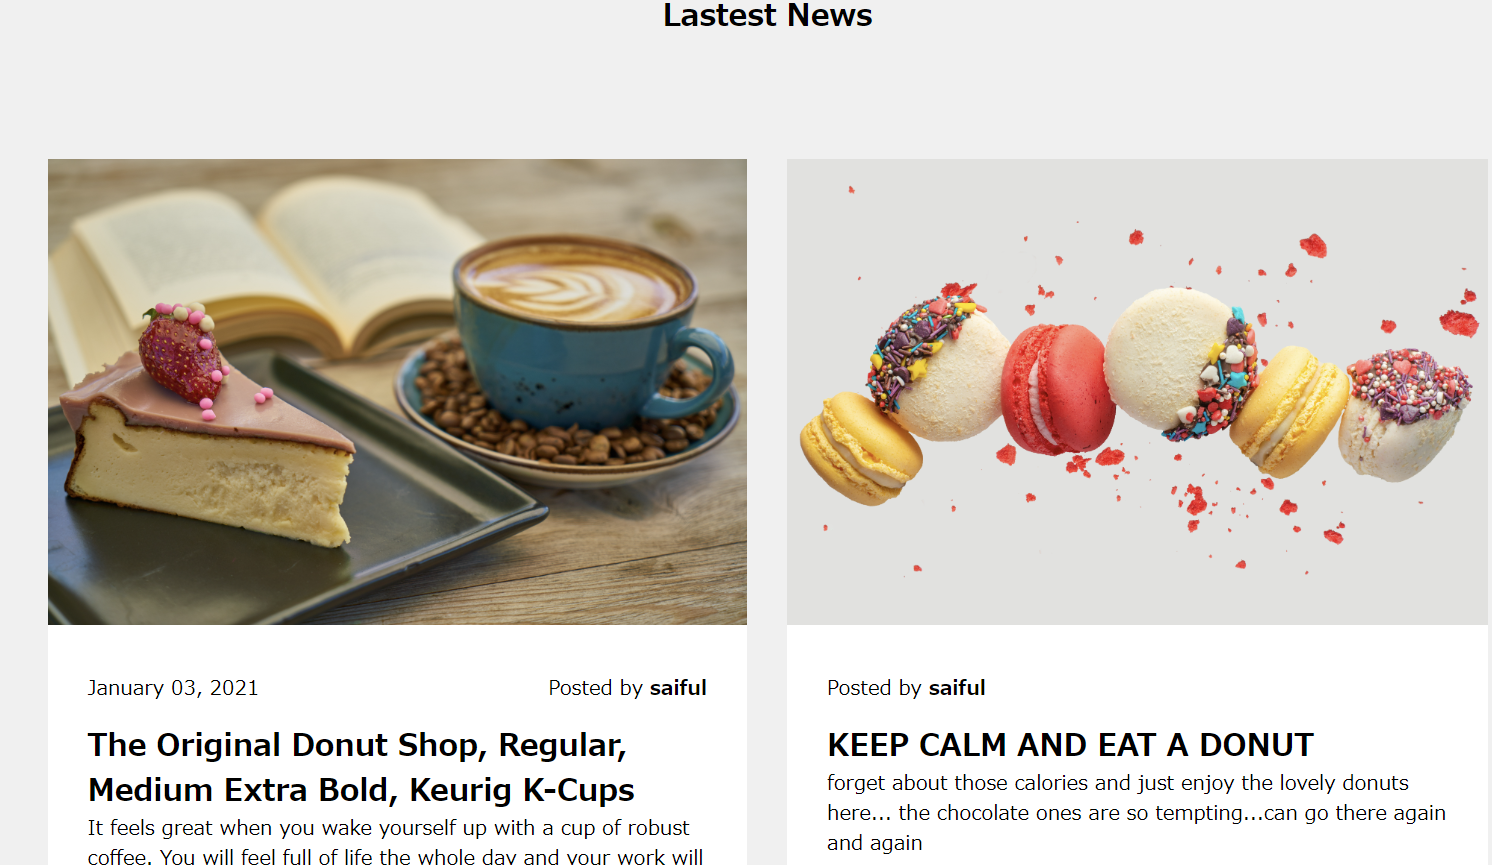 Lastest News
January 03, 2021
Posted by saiful
The Original Donut Shop, Regular,
Medium Extra Bold, Keurig K-Cups
It feels great when you wake yourself up with a cup of robust
coffee. You will feel full of life the whole day and your work will
Posted by saiful
KEEP CALM AND EAT A DONUT
forget about those calories and just enjoy the lovely donuts
here... the chocolate ones are so tempting...can go there again
and again